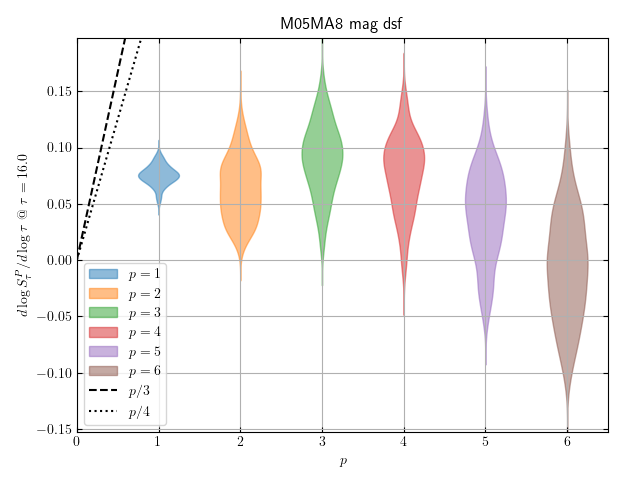 M05MA8 mag dsf
d log S_τ^P / d log τ @ τ = 16.0
0.15
0.10
0.05
0.00
−0.05
−0.10
−0.15
p = 1
p = 2
p = 3
p = 4
p = 5
p = 6
p/3
p/4
0 1 2 3 4 5 6
p